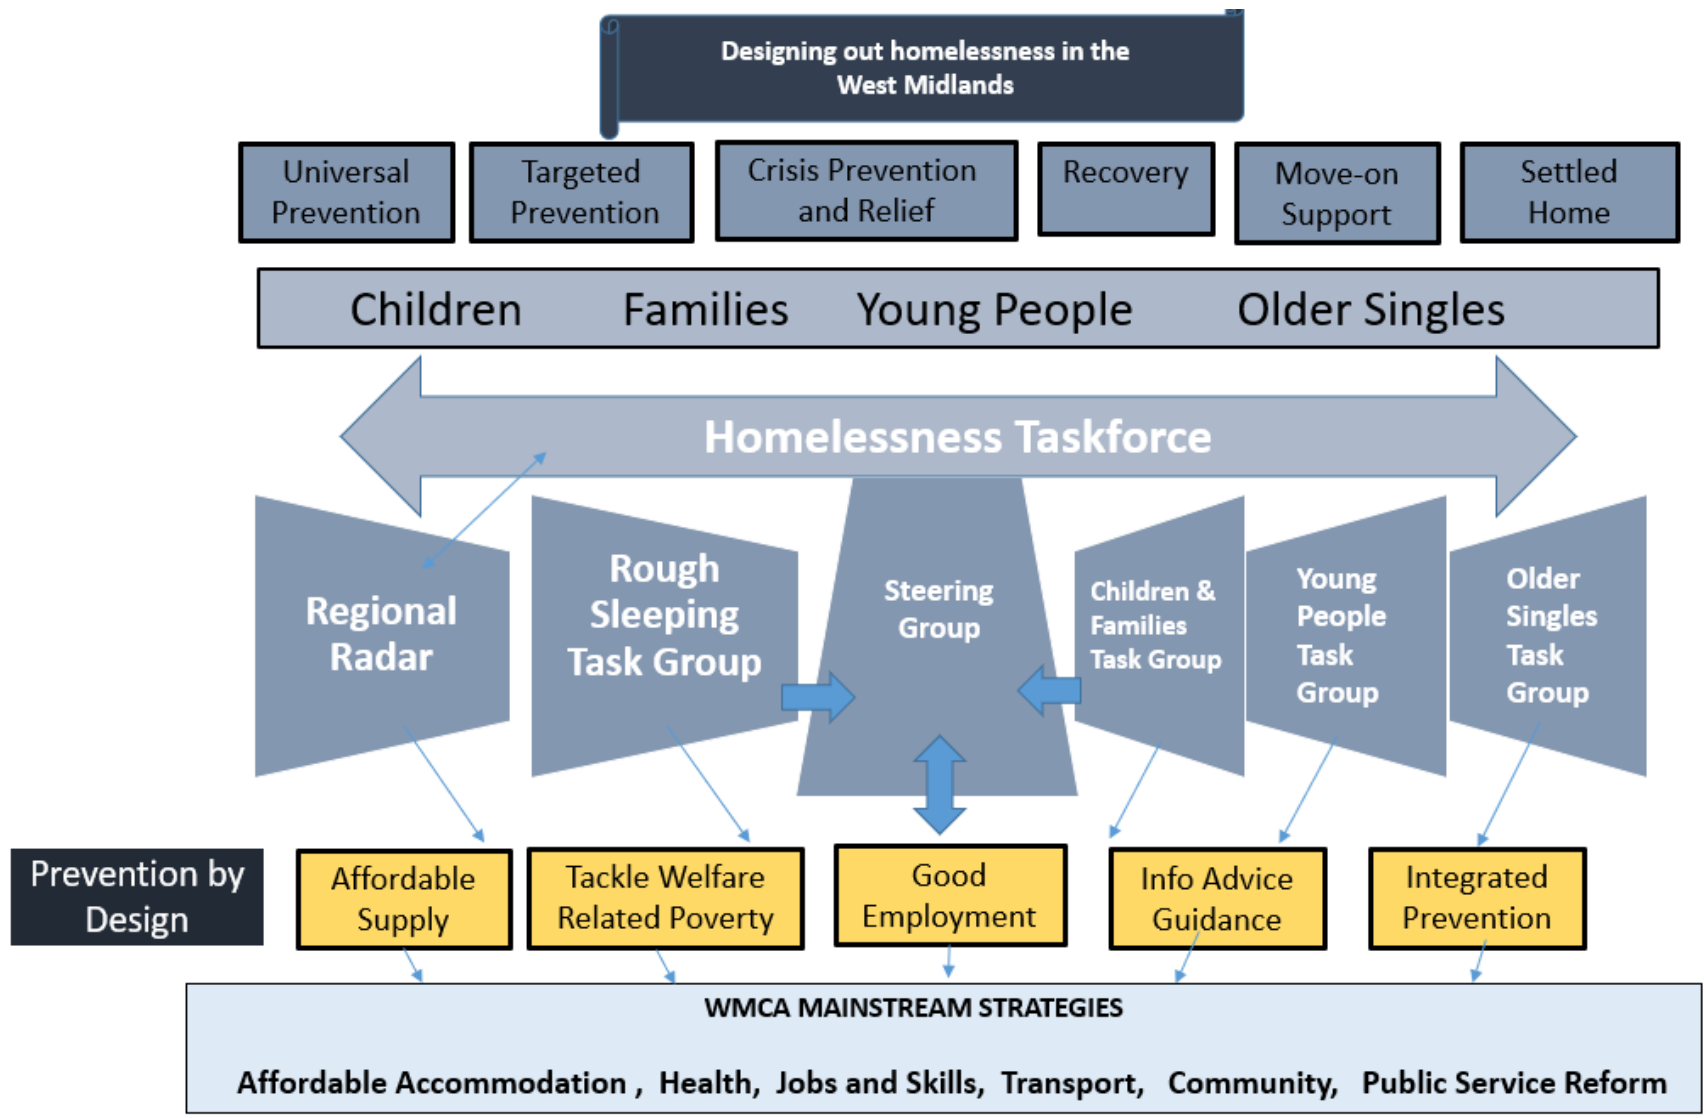 Designing out homelessness in the
West Midlands
Universal
Prevention
Targeted
Prevention
Crisis Prevention
and Relief
Recovery
Move-on
Support
Settled
Home
Children Families Young People Older Singles
Homelessness Taskforce
Regional
Radar
Rough
Sleeping
Task Group
Steering
Group
Children &
Families
Task Group
Young
People
Task
Group
Older
Singles
Task
Group
Prevention by
Design
Affordable
Supply
Tackle Welfare
Related Poverty
Good
Employment
Info Advice
Guidance
Integrated
Prevention
WMCA MAINSTREAM STRATEGIES
Affordable Accommodation , Health, Jobs and Skills, Transport, Community, Public Service Reform